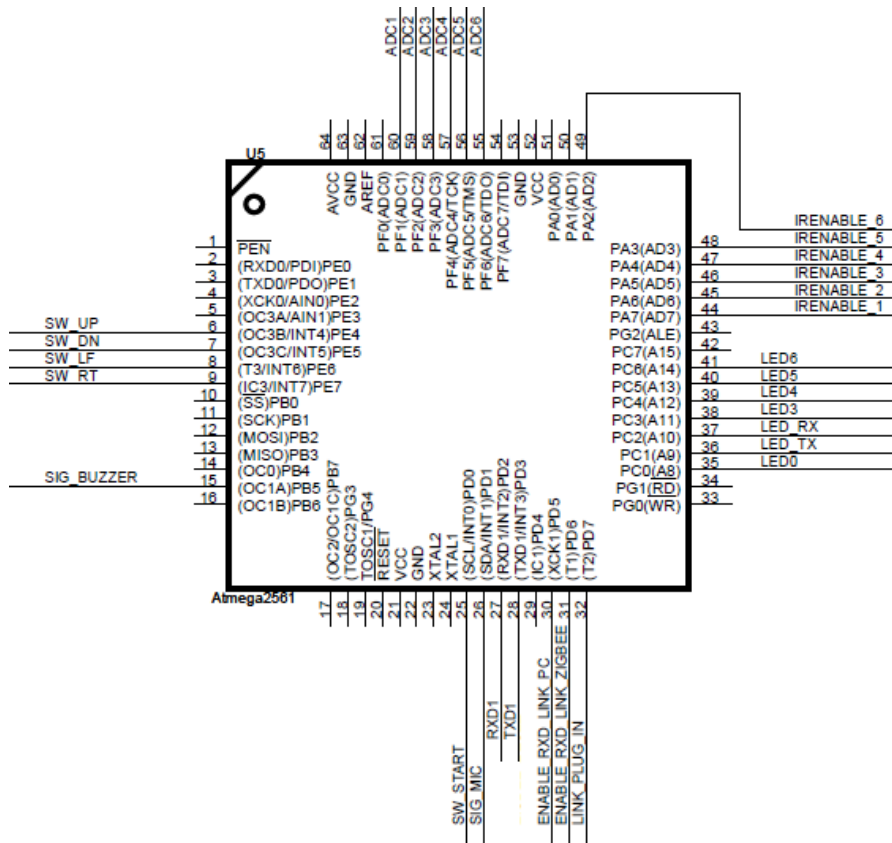 ADC1
ADC2
ADC3
ADC4
ADC5
ADC6
64
63
62
61
60
59
58
57
56
55
54
53
52
51
50
49
U5
AVCC
GND
AREF
PF0(ADC0)
PF1(ADC1)
PF2(ADC2)
PF3(ADC3)
PF4(ADC4/TCK)
PF5(ADC5/TMS)
PF6(ADC6/TDO)
PF7(ADC7/TDI)
GND
VCC
PA0(AD0)
PA1(AD1)
PA2(AD2)
IRENABLE_6
1 PEN
2 (RXD0/PDI)PE0
3 (TXD0/PDO)PE1
4 (XCK0/AIN0)PE2
5 (OC3A/AIN1)PE3
SW_UP 6 (OC3B/INT4)PE4
SW_DN 7 (OC3C/INT5)PE5
SW_LF 8 (T3/INT6)PE6
SW_RT 9 (IC3/INT7)PE7
10 (SS)PB0
11 (SCK)PB1
12 (MOSI)PB2
13 (MISO)PB3
14 (OC0)PB4
SIG_BUZZER 15 (OC1A)PB5
16 (OC1B)PB6
PA3(AD3) 48 IRENABLE_5
PA4(AD4) 47 IRENABLE_4
PA5(AD5) 46 IRENABLE_3
PA6(AD6) 45 IRENABLE_2
PA7(AD7) 44 IRENABLE_1
PG2(ALE) 43
PC7(A15) 42
PC6(A14) 41 LED6
PC5(A13) 40 LED5
PC4(A12) 39 LED4
PC3(A11) 38 LED3
PC2(A10) 37 LED_RX
PC1(A9) 36 LED_TX
PC0(A8) 35 LED0
PG1(RD) 34
PG0(WR) 33
(OC2/OC1C)PB7
(TOSC2)PG3
TOSC1/PG4
RESET
VCC
GND
XTAL2
XTAL1
(SCL/INT0)PD0
(SDA/INT1)PD1
(RXD1/INT2)PD2
(TXD1/INT3)PD3
(IC1)PD4
(XCK1)PD5
(T1)PD6
(T2)PD7
Atmega2561
17
18
19
20
21
22
23
24
25
26
27
28
29
30
31
32
SW_START
SIG_MIC
RXD1
TXD1
ENABLE_RXD_LINK_PC
ENABLE_RXD_LINK_ZIGBEE
LINK_PLUG_IN